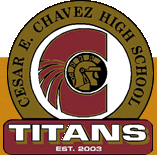 CESAR E. CHAVEZ HIGH SCHOOL
TITANS
EST. 2003